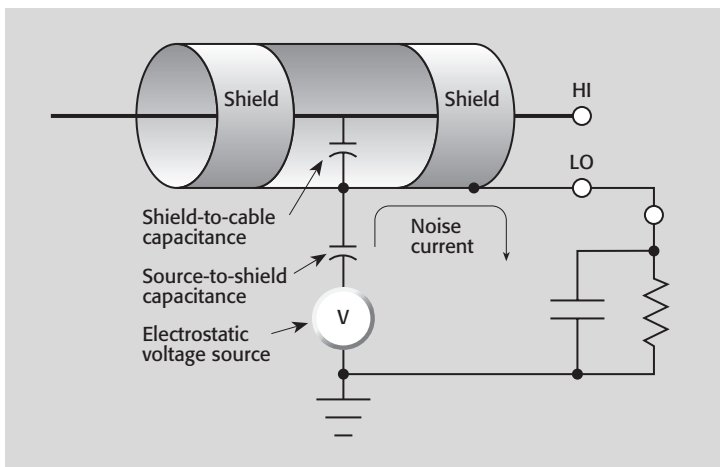 Shield
Shield
HI
LO
Shield-to-cable
capacitance
Noise
current
Source-to-shield
capacitance
V
Electrostatic
voltage source